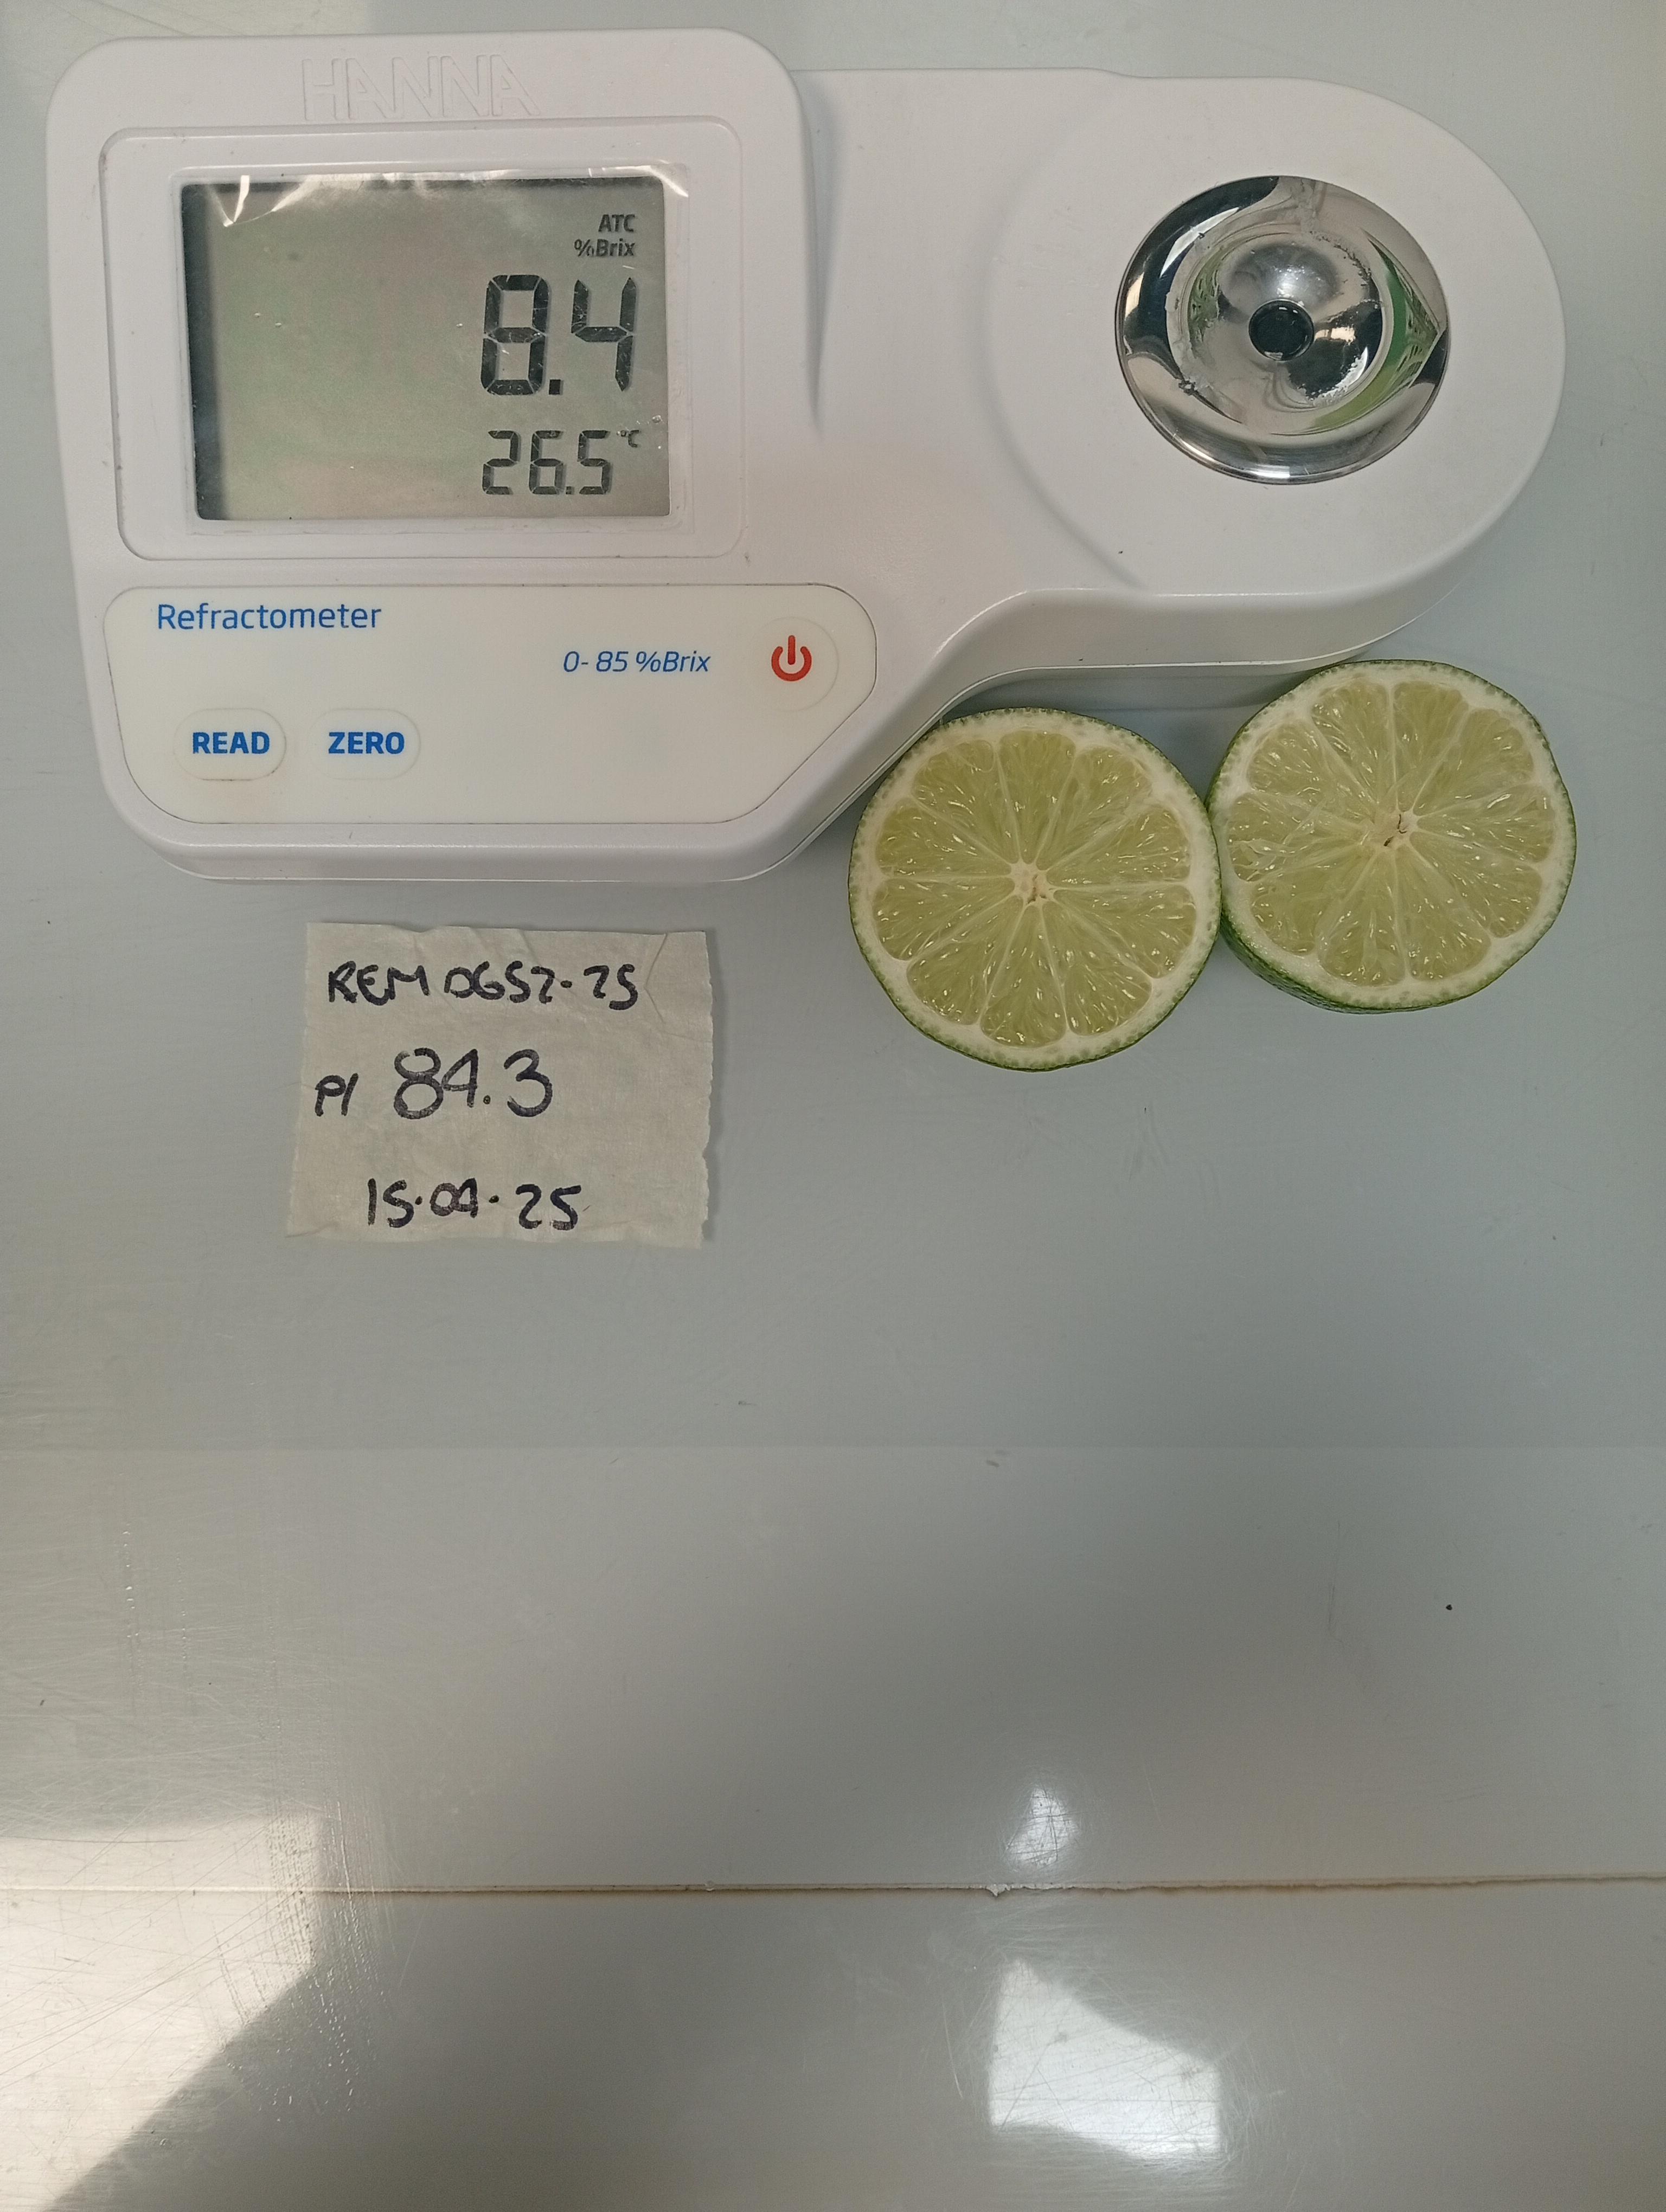 HANNA
ATC
%Brix
8.4
26.5 °C
Refractometer
0-85 %Brix
READ ZERO
REM 0652-25
P/ 84.3
15.04.25